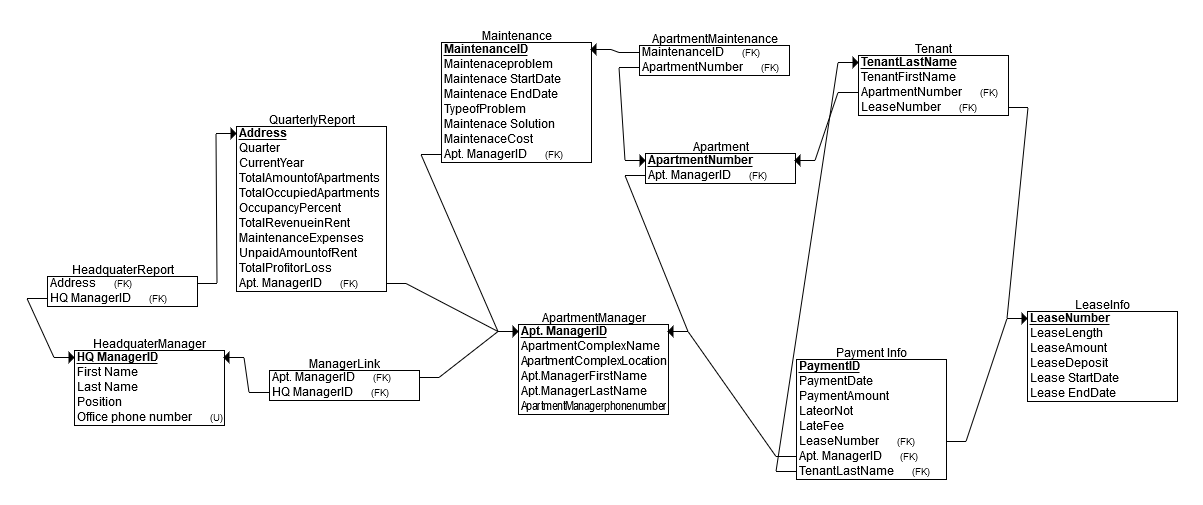 Maintenance
MaintenanceID
Maintenaceproblem
Maintenace StartDate
Maintenace EndDate
TypeofProblem
Maintenace Solution
MaintenaceCost
Apt. ManagerID (FK)
ApartmentMaintenance
MaintenanceID (FK)
ApartmentNumber (FK)
Tenant
TenantLastName
TenantFirstName
ApartmentNumber (FK)
LeaseNumber (FK)
QuarterlyReport
Address
Quarter
CurrentYear
TotalAmountofApartments
TotalOccupiedApartments
OccupancyPercent
TotalRevenueinRent
MaintenanceExpenses
UnpaidAmountofRent
TotalProfitorLoss
Apt. ManagerID (FK)
Apartment
ApartmentNumber
Apt. ManagerID (FK)
HeadquaterReport
Address (FK)
HQ ManagerID (FK)
HeadquaterManager
HQ ManagerID
First Name
Last Name
Position
Office phone number (U)
ManagerLink
Apt. ManagerID (FK)
HQ ManagerID (FK)
ApartmentManager
Apt. ManagerID
ApartmentComplexName
ApartmentComplexLocation
Apt.ManagerFirstName
Apt.ManagerLastName
ApartmentManagerphonenumber
Payment Info
PaymentID
PaymentDate
PaymentAmount
LateorNot
LateFee
LeaseNumber (FK)
Apt. ManagerID (FK)
TenantLastName (FK)
LeaseInfo
LeaseNumber
LeaseLength
LeaseAmount
LeaseDeposit
Lease StartDate
Lease EndDate